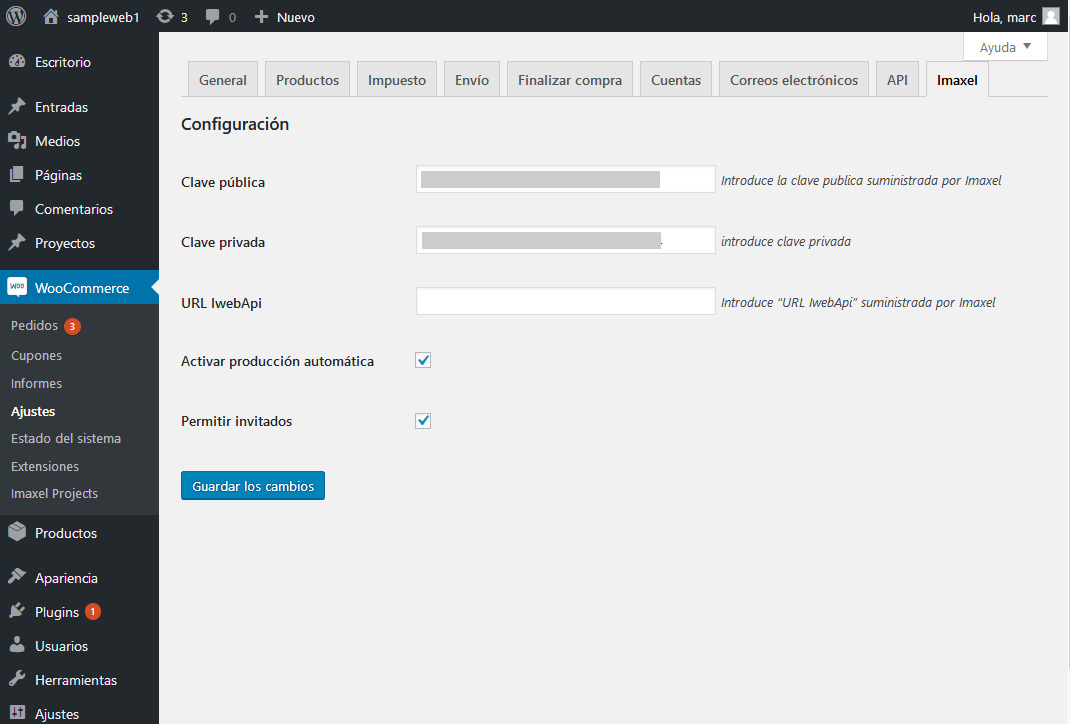 sampleweb1 3 0 Nuevo Hola, marc
Ayuda
Escritorio
Entradas
Medios
Páginas
Comentarios
Proyectos
woo WooCommerce
Pedidos 3
Cupones
Informes
Ajustes
Estado del sistema
Extensiones
Imaxel Projects
Productos
Apariencia
Plugins 1
Usuarios
Herramientas
Ajustes
General Productos Impuesto Envío Finalizar compra Cuentas Correos electrónicos API Imaxel
Configuración
Clave pública Introduce la clave publica suministrada por Imaxel
Clave privada introduce clave privada
URL IwebApi Introduce “URL IwebApi” suministrada por Imaxel
Activar producción automática
Permitir invitados
Guardar los cambios